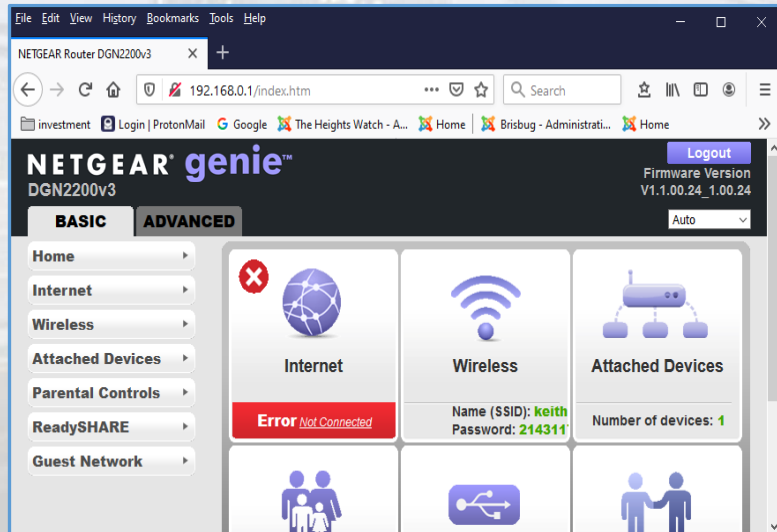 File Edit View History Bookmarks Tools Help
NETGEAR Router DGN2200v3
192.168.0.1/index.htm Search
investment Login | ProtonMail Google The Heights Watch - A... Home Brisbug - Administrati... Home
NETGEAR® genie™
DGN2200v3
Logout
Firmware Version
V1.1.00.24_1.00.24
BASIC ADVANCED Auto
Home
Internet
Wireless
Attached Devices
Parental Controls
ReadySHARE
Guest Network
Internet
Error Not Connected
Wireless
Name (SSID): keith
Password: 214311
Attached Devices
Number of devices: 1